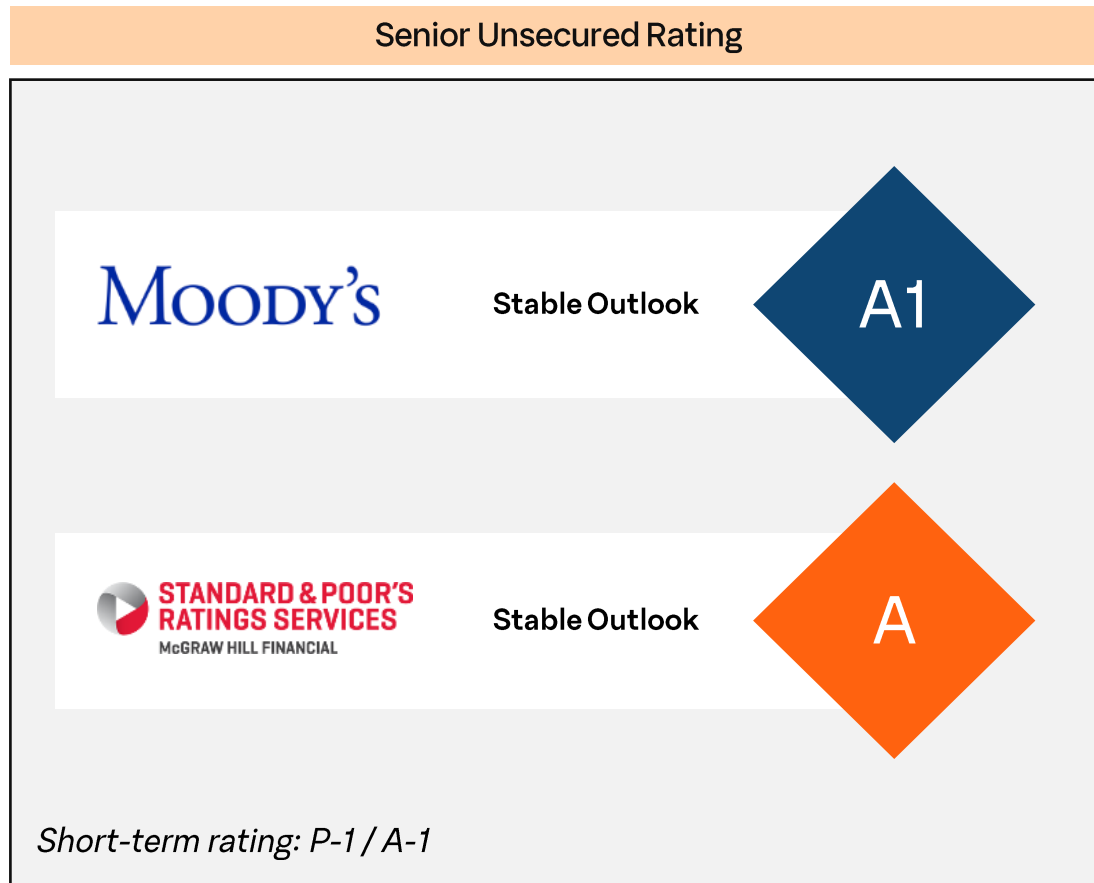 Senior Unsecured Rating
MOODY'S
Stable Outlook
A1
STANDARD & POOR'S
RATINGS SERVICES
McGRAW HILL FINANCIAL
Stable Outlook
A
Short-term rating: P-1 / A-1